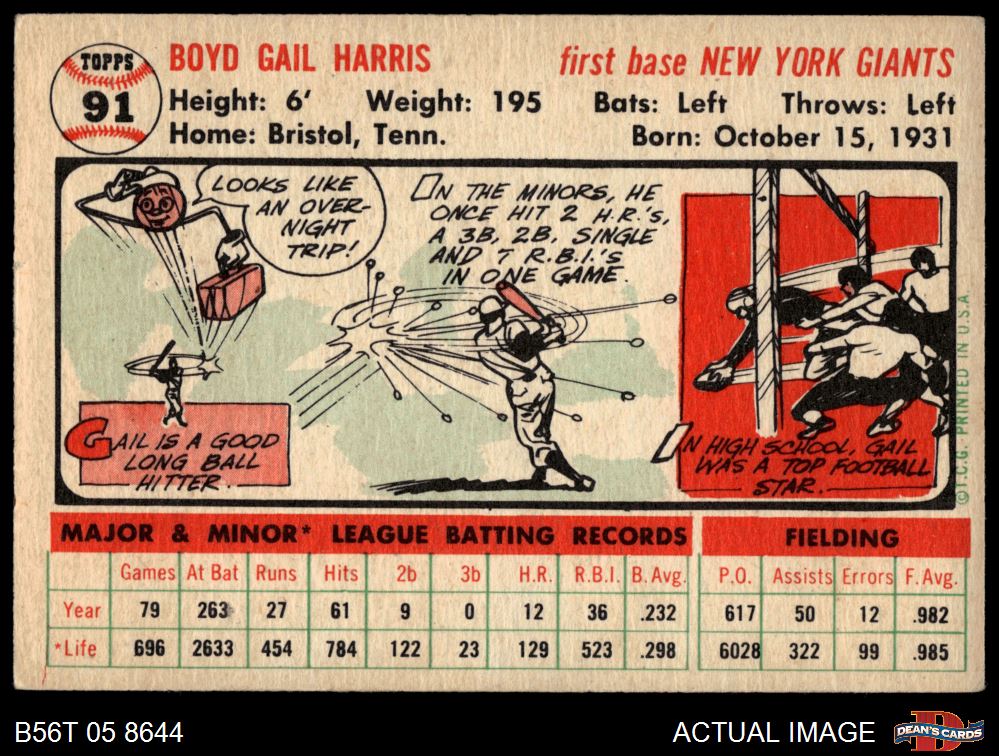 TOPPS
91
BOYD GAIL HARRIS
first base NEW YORK GIANTS
Height: 6' Weight: 195 Bats: Left Throws: Left
Home: Bristol, Tenn. Born: October 15, 1931
LOOKS LIKE
AN OVER-
NIGHT
TRIP!
GAIL IS A GOOD
LONG BALL
HITTER.
IN THE MINORS, HE
ONCE HIT 2 H.R.'s,
A 3B, 2B, SINGLE
AND 7 R.B.I.'S
IN ONE GAME.
IN HIGH SCHOOL, GAIL
WAS A TOP FOOTBALL
STAR.
©T.C.G. PRINTED IN U.S.A
MAJOR & MINOR* LEAGUE BATTING RECORDS FIELDING
Games At Bat Runs Hits 2b 3b H.R. R.B.I. B. Avg. P.O. Assists Errors F. Avg.
Year 79 263 27 61 9 0 12 36 .232 617 50 12 .982
*Life 696 2633 454 784 122 23 129 523 .298 6028 322 99 .985
B56T 05 8644 ACTUAL IMAGE
DEAN'S CARDS